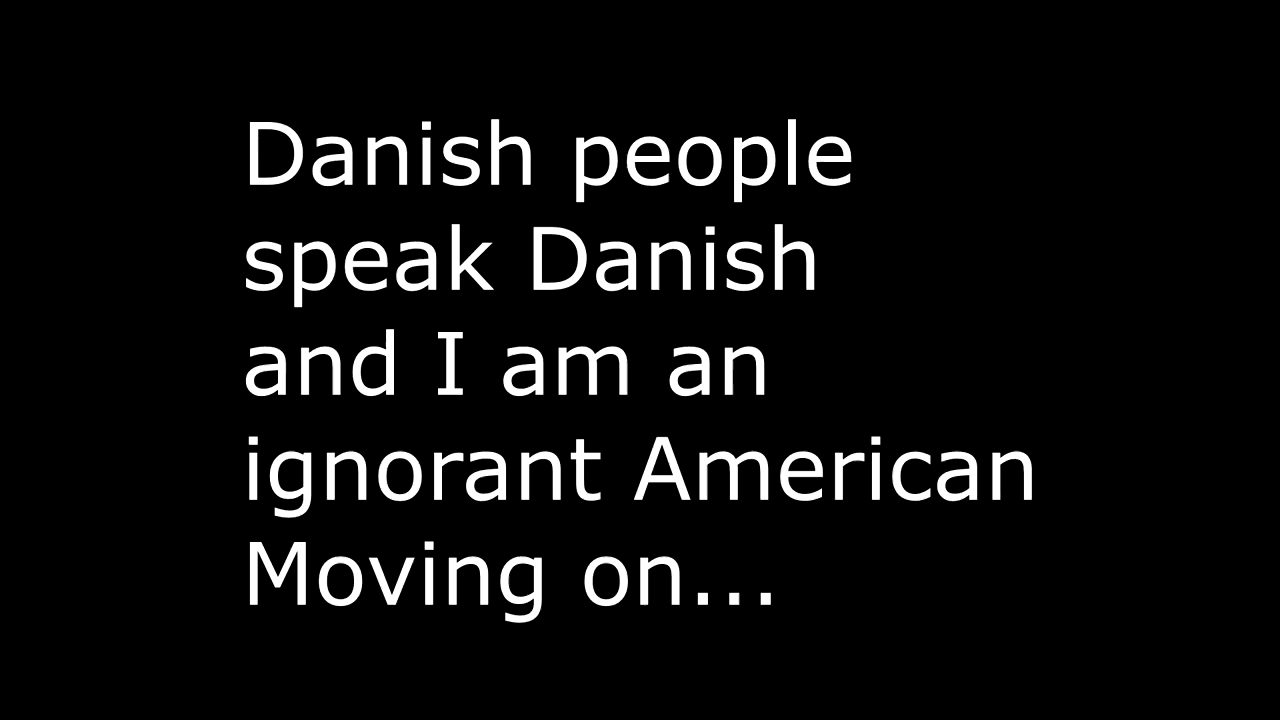 Danish people
speak Danish
and I am an
ignorant American
Moving on...